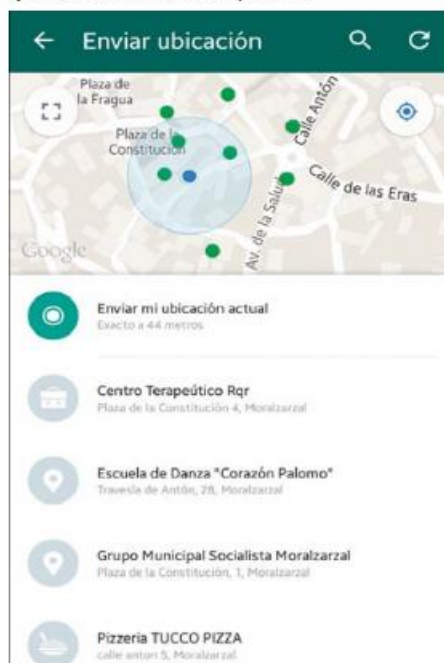 Enviar ubicación
Plaza de
la Fragua
Plaza de la
Constitución
Calle Antón
Calle de las Eras
Av. de la Salud
Google
Enviar mi ubicación actual
Exacto a 44 metros
Centro Terapeútico Rqr
Plaza de la Constitución 4, Moralzarzal
Escuela de Danza "Corazón Palomo"
Travesía de Antón, 28, Moralzarzal
Grupo Municipal Socialista Moralzarzal
Plaza de la Constitución, 1, Moralzarzal
Pizzeria TUCCO PIZZA
calle anton 5, Moralzarzal